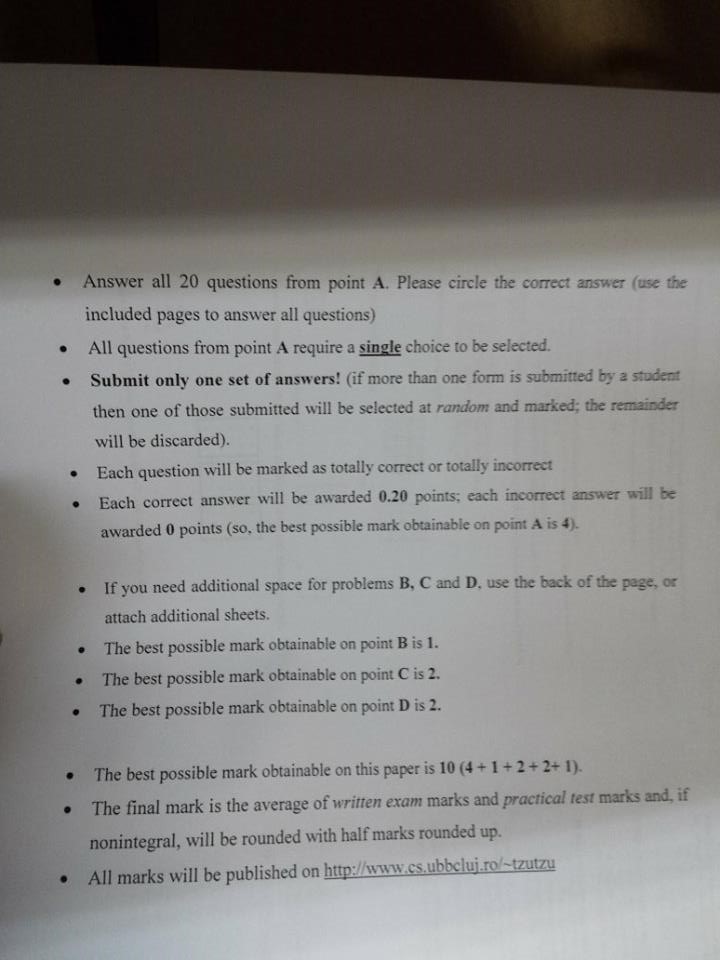 • Answer all 20 questions from point A. Please circle the correct answer (use the
included pages to answer all questions)
• All questions from point A require a single choice to be selected.
• Submit only one set of answers! (if more than one form is submitted by a student
then one of those submitted will be selected at random and marked; the remainder
will be discarded).
• Each question will be marked as totally correct or totally incorrect
• Each correct answer will be awarded 0.20 points; each incorrect answer will be
awarded 0 points (so, the best possible mark obtainable on point A is 4).
• If you need additional space for problems B, C and D, use the back of the page, or
attach additional sheets.
• The best possible mark obtainable on point B is 1.
• The best possible mark obtainable on point C is 2.
• The best possible mark obtainable on point D is 2.
• The best possible mark obtainable on this paper is 10 (4 + 1 + 2 + 2+ 1).
• The final mark is the average of written exam marks and practical test marks and, if
nonintegral, will be rounded with half marks rounded up.
• All marks will be published on http://www.cs.ubbcluj.ro/~tzutzu